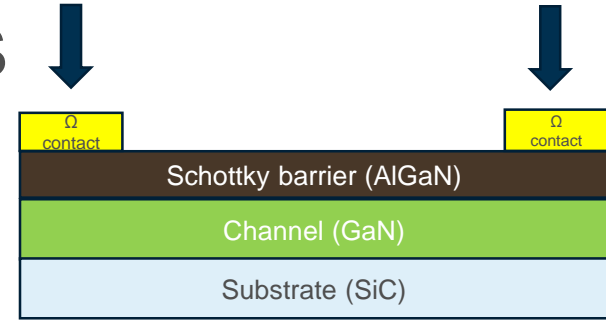 s
Ω
contact
Ω
contact
Schottky barrier (AlGaN)
Channel (GaN)
Substrate (SiC)